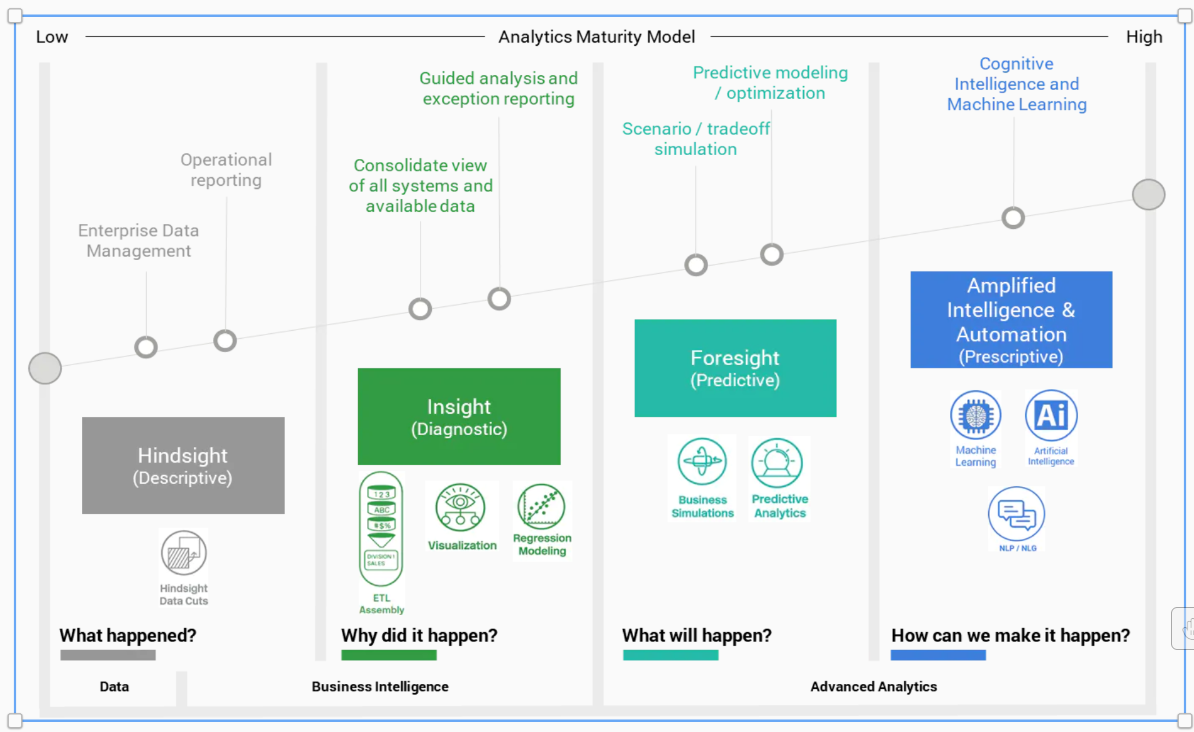 Low
Analytics Maturity Model
High
Enterprise Data
Management
Operational
reporting
Consolidate view
of all systems and
available data
Guided analysis and
exception reporting
Scenario / tradeoff
simulation
Predictive modeling
/ optimization
Cognitive
Intelligence and
Machine Learning
Hindsight
(Descriptive)
Hindsight
Data Cuts
Insight
(Diagnostic)
1 2 3
ABC
#$%
DIVISION 1
SALES
ETL
Assembly
Visualization
Regression
Modeling
Foresight
(Predictive)
Business
Simulations
Predictive
Analytics
Amplified
Intelligence &
Automation
(Prescriptive)
Machine
Learning
Ai
Artificial
Intelligence
NLP / NLG
What happened?
Why did it happen?
What will happen?
How can we make it happen?
Data
Business Intelligence
Advanced Analytics